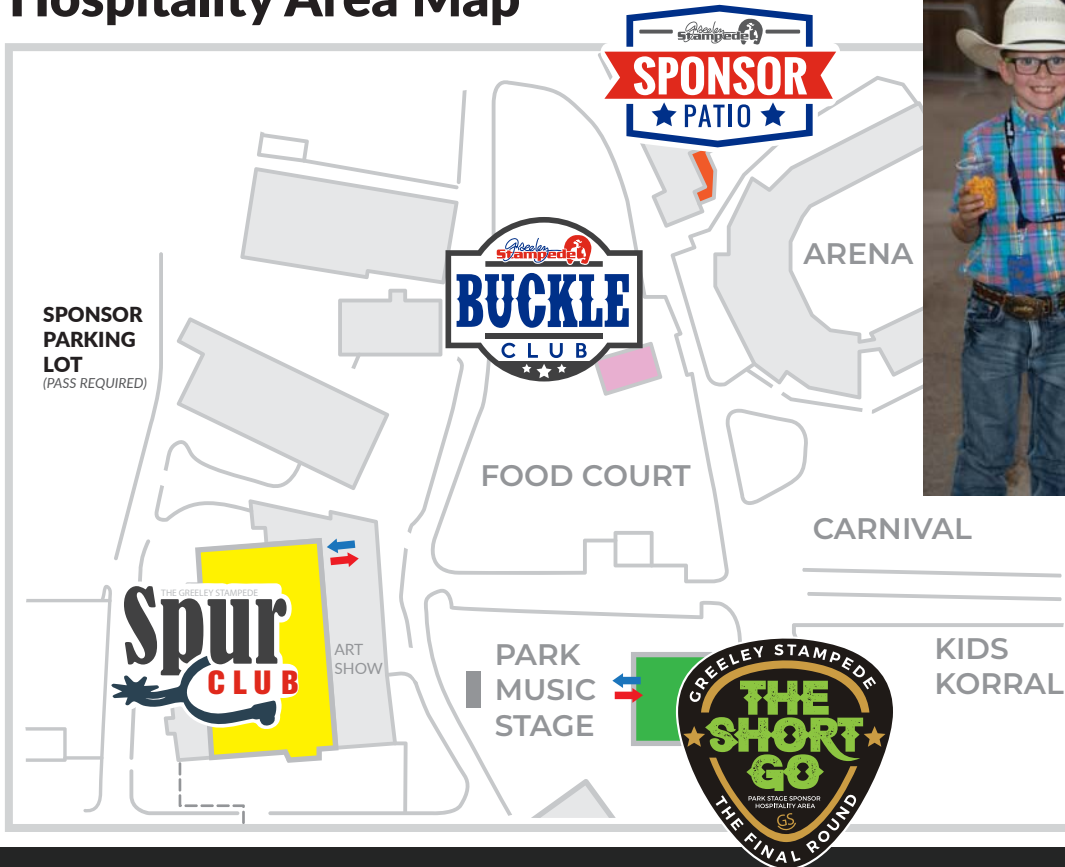 Hospitality Area Map
Greeley
Stampede
SPONSOR
PATIO
ARENA
Greeley
Stampede
BUCKLE
CLUB
SPONSOR
PARKING
LOT
(PASS REQUIRED)
FOOD COURT
CARNIVAL
THE GREELEY STAMPEDE
Spur
CLUB
ART
SHOW
PARK
MUSIC
STAGE
KIDS
KORRAL
GREELEY STAMPEDE
THE
SHORT
GO
PARK STAGE SPONSOR
HOSPITALITY AREA
GS
THE FINAL ROUND